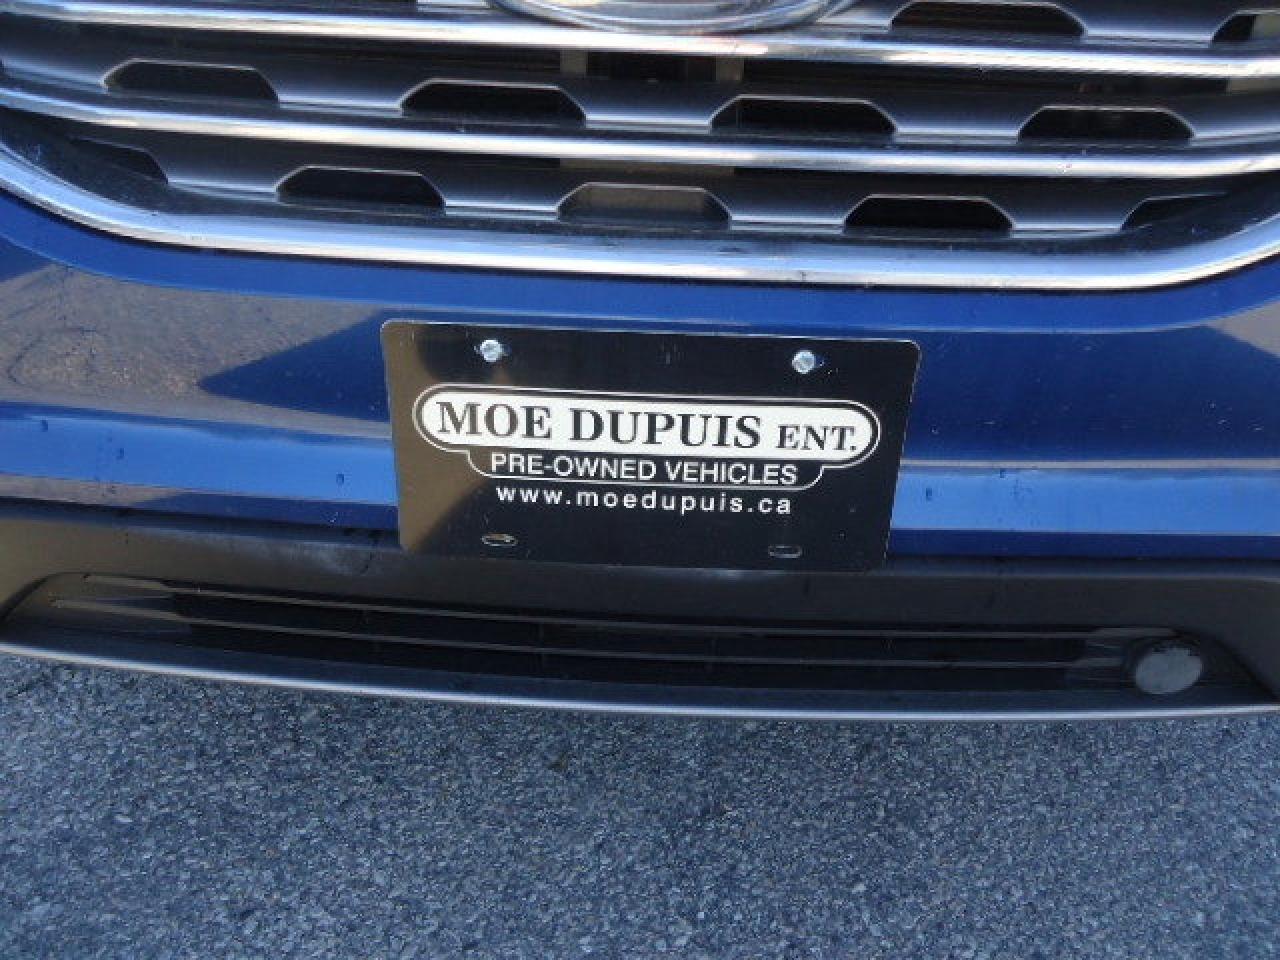 MOE DUPUIS ENT.
PRE-OWNED VEHICLES
www.moedupuis.ca